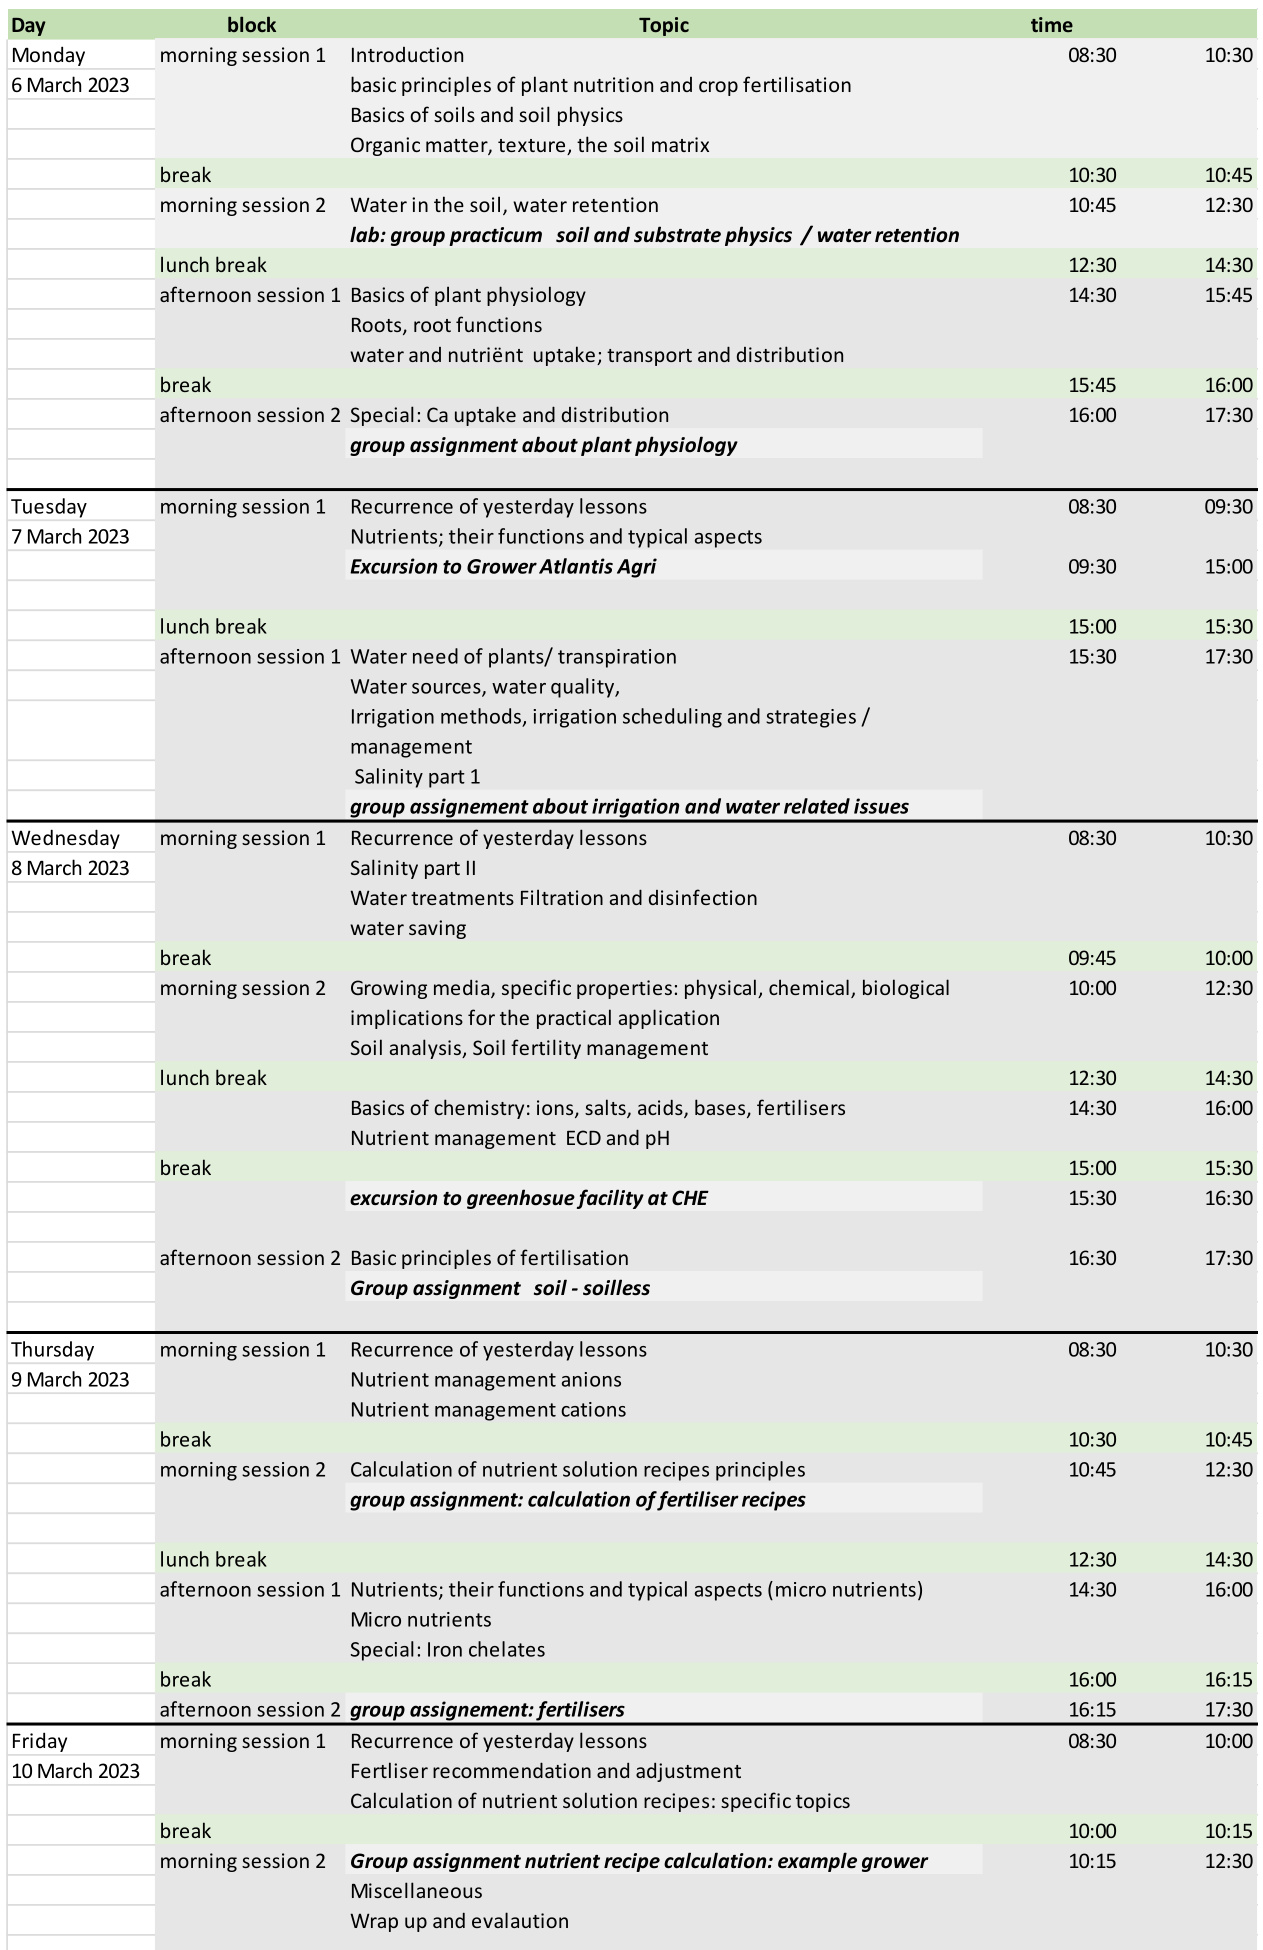 Day block Topic time
Monday morning session 1 Introduction 08:30 10:30
6 March 2023 basic principles of plant nutrition and crop fertilisation
Basics of soils and soil physics
Organic matter, texture, the soil matrix
break 10:30 10:45
morning session 2 Water in the soil, water retention 10:45 12:30
lab: group practicum soil and substrate physics / water retention
lunch break 12:30 14:30
afternoon session 1 Basics of plant physiology 14:30 15:45
Roots, root functions
water and nutriënt uptake; transport and distribution
break 15:45 16:00
afternoon session 2 Special: Ca uptake and distribution 16:00 17:30
group assignment about plant physiology
Tuesday morning session 1 Recurrence of yesterday lessons 08:30 09:30
7 March 2023 Nutrients; their functions and typical aspects
Excursion to Grower Atlantis Agri 09:30 15:00
lunch break 15:00 15:30
afternoon session 1 Water need of plants/ transpiration 15:30 17:30
Water sources, water quality,
Irrigation methods, irrigation scheduling and strategies /
management
Salinity part 1
group assignement about irrigation and water related issues
Wednesday morning session 1 Recurrence of yesterday lessons 08:30 10:30
8 March 2023 Salinity part II
Water treatments Filtration and disinfection
water saving
break 09:45 10:00
morning session 2 Growing media, specific properties: physical, chemical, biological 10:00 12:30
implications for the practical application
Soil analysis, Soil fertility management
lunch break 12:30 14:30
Basics of chemistry: ions, salts, acids, bases, fertilisers 14:30 16:00
Nutrient management ECD and pH
break 15:00 15:30
excursion to greenhosue facility at CHE 15:30 16:30
afternoon session 2 Basic principles of fertilisation 16:30 17:30
Group assignment soil - soilless
Thursday morning session 1 Recurrence of yesterday lessons 08:30 10:30
9 March 2023 Nutrient management anions
Nutrient management cations
break 10:30 10:45
morning session 2 Calculation of nutrient solution recipes principles 10:45 12:30
group assignment: calculation of fertiliser recipes
lunch break 12:30 14:30
afternoon session 1 Nutrients; their functions and typical aspects (micro nutrients) 14:30 16:00
Micro nutrients
Special: Iron chelates
break 16:00 16:15
afternoon session 2 group assignement: fertilisers 16:15 17:30
Friday morning session 1 Recurrence of yesterday lessons 08:30 10:00
10 March 2023 Fertliser recommendation and adjustment
Calculation of nutrient solution recipes: specific topics
break 10:00 10:15
morning session 2 Group assignment nutrient recipe calculation: example grower 10:15 12:30
Miscellaneous
Wrap up and evalaution